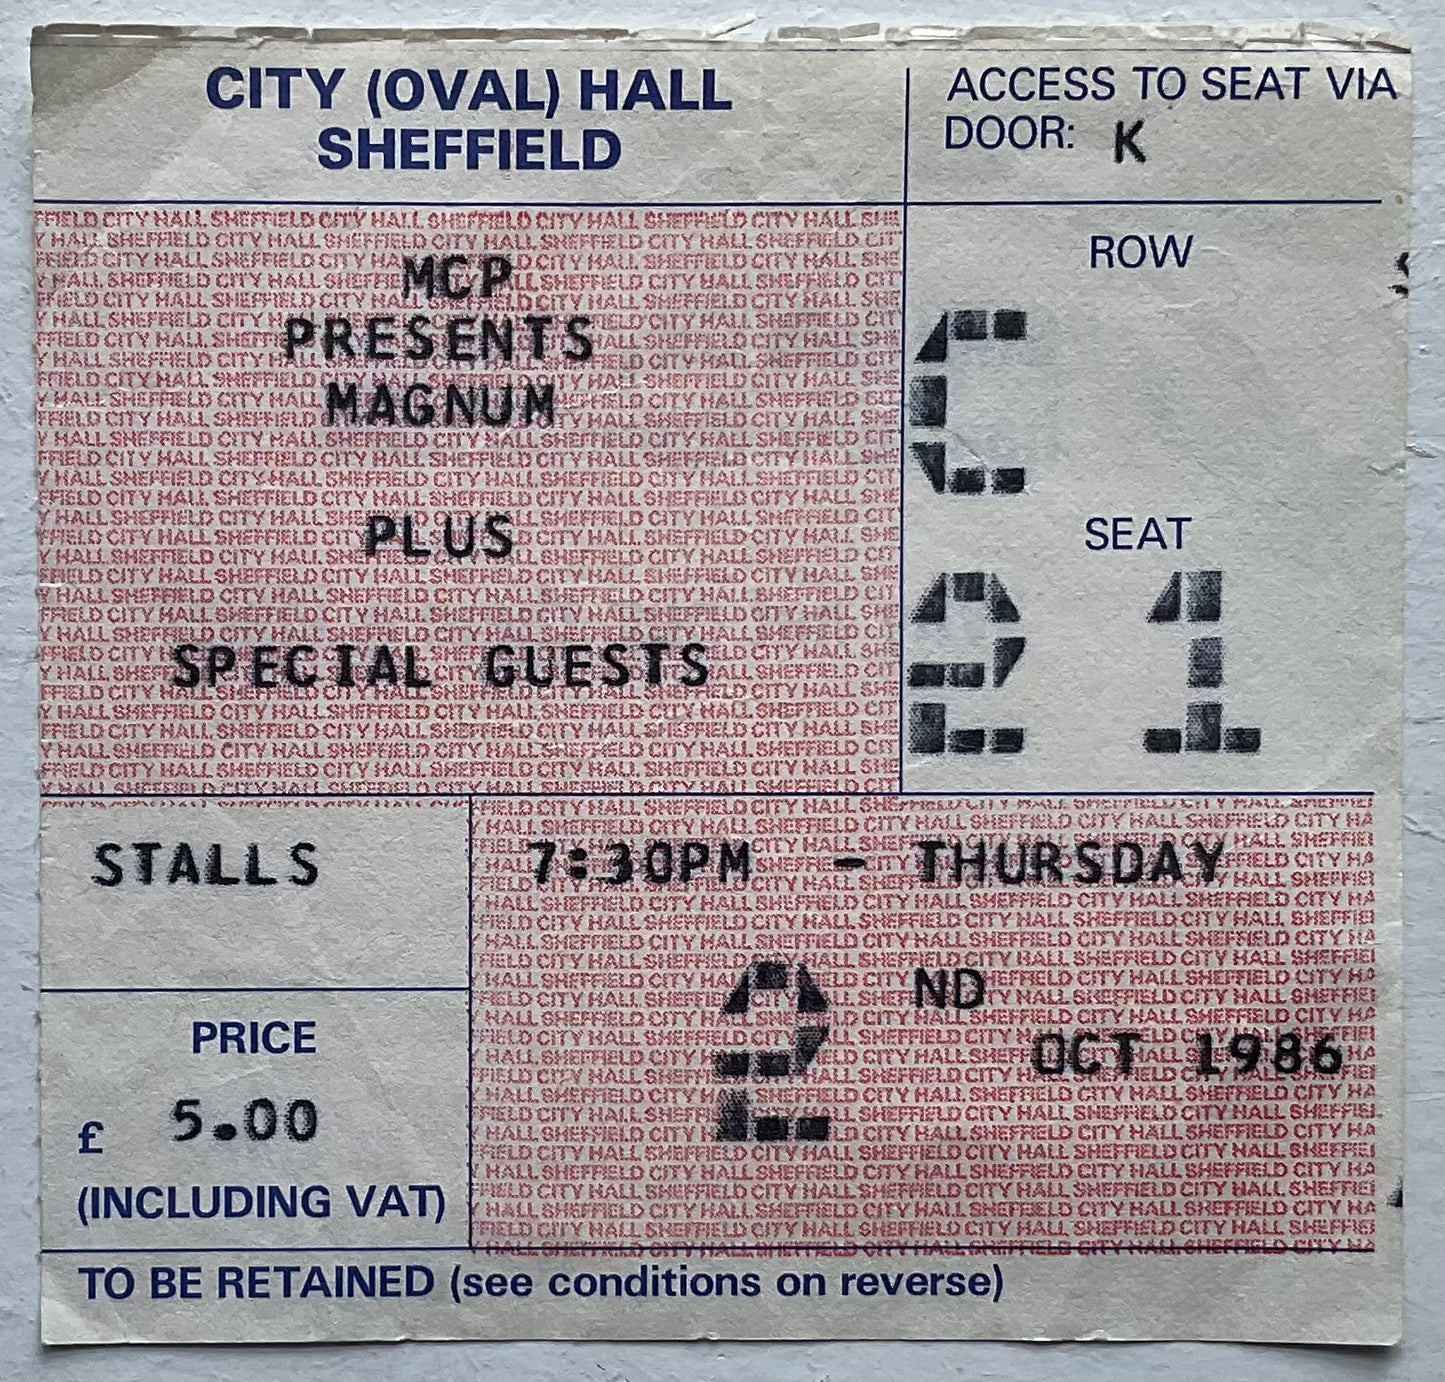 CITY (OVAL) HALL
SHEFFIELD
ACCESS TO SEAT VIA
DOOR: K
MCP
PRESENTS
MAGNUM
PLUS
SPECIAL GUESTS
ROW
C
SEAT
21
STALLS
7:30PM - THURSDAY
2 ND
OCT 1986
PRICE
£ 5.00
(INCLUDING VAT)
TO BE RETAINED (see conditions on reverse)